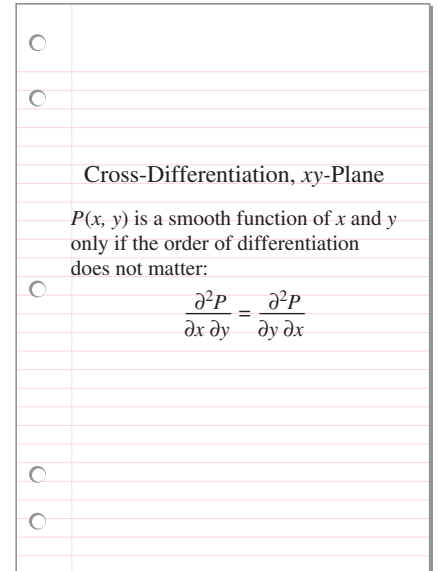 Cross-Differentiation, xy-Plane
P(x, y) is a smooth function of x and y
only if the order of differentiation
does not matter:
∂²P/∂x ∂y = ∂²P/∂y ∂x